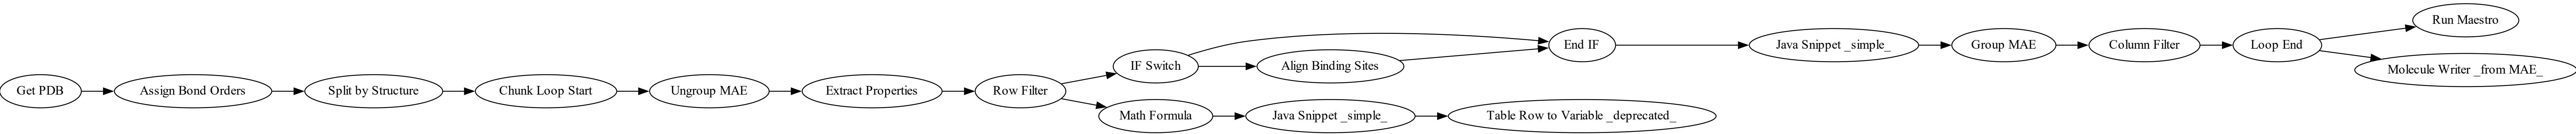 Get PDB
Assign Bond Orders
Split by Structure
Chunk Loop Start
Ungroup MAE
Extract Properties
Row Filter
IF Switch
Align Binding Sites
End IF
Java Snippet _simple_
Group MAE
Column Filter
Loop End
Run Maestro
Molecule Writer _from MAE_
Math Formula
Java Snippet _simple_
Table Row to Variable _deprecated_